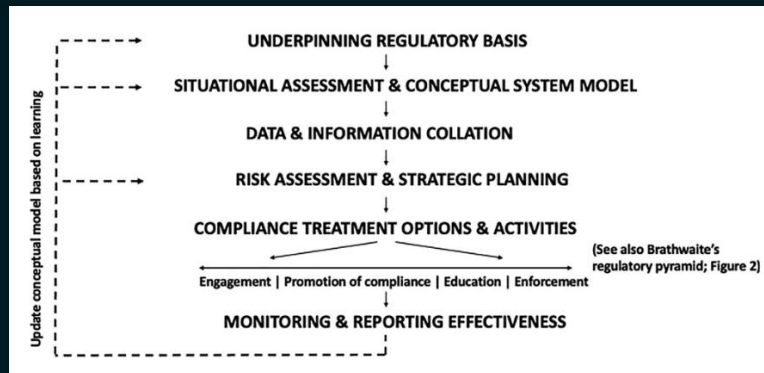 UNDERPINNING REGULATORY BASIS
SITUATIONAL ASSESSMENT & CONCEPTUAL SYSTEM MODEL
DATA & INFORMATION COLLATION
RISK ASSESSMENT & STRATEGIC PLANNING
COMPLIANCE TREATMENT OPTIONS & ACTIVITIES
(See also Brathwaite's
regulatory pyramid; Figure 2)
Engagement | Promotion of compliance | Education | Enforcement
MONITORING & REPORTING EFFECTIVENESS
Update conceptual model based on learning